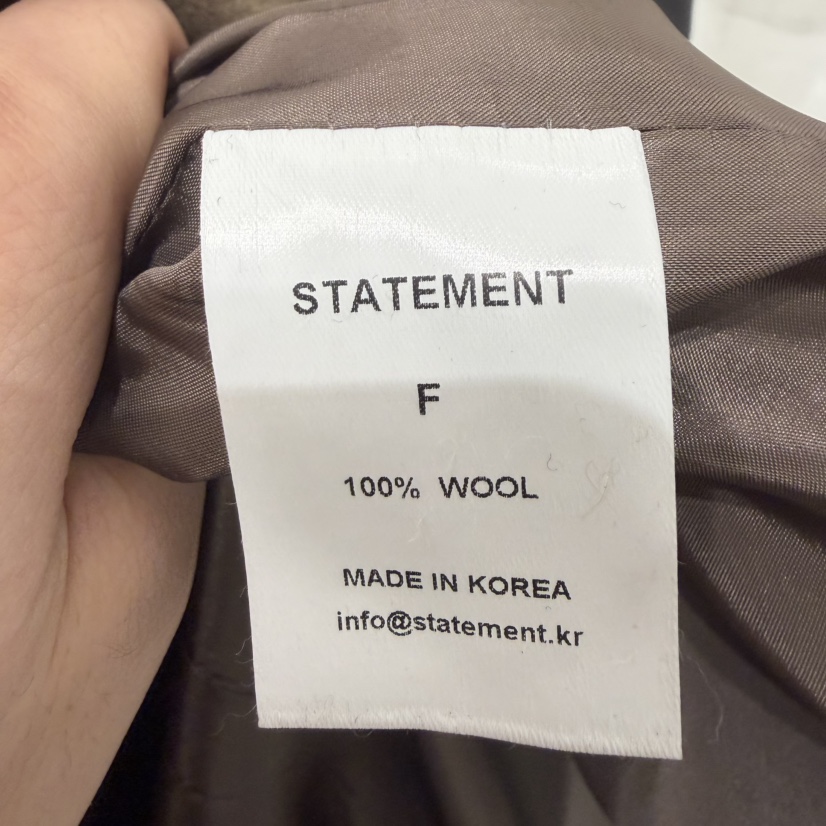 STATEMENT
F
100% WOOL
MADE IN KOREA
info@statement.kr